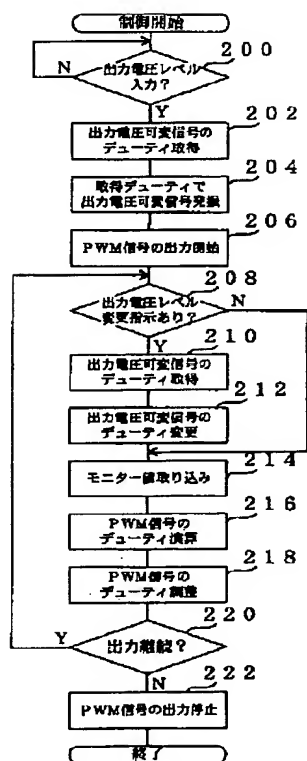 制御開始
200
出力電圧レベル
入力?
N
Y
202
出力電圧可変信号の
デューティ取得
204
取得デューティで
出力電圧可変信号発振
206
PWM信号の出力開始
208
出力電圧レベル
変更指示あり?
N
Y
210
出力電圧可変信号の
デューティ取得
212
出力電圧可変信号の
デューティ変更
214
モニター値取り込み
216
PWM信号の
デューティ演算
218
PWM信号の
デューティ調整
220
出力継続?
Y
N
222
PWM信号の出力停止
終了